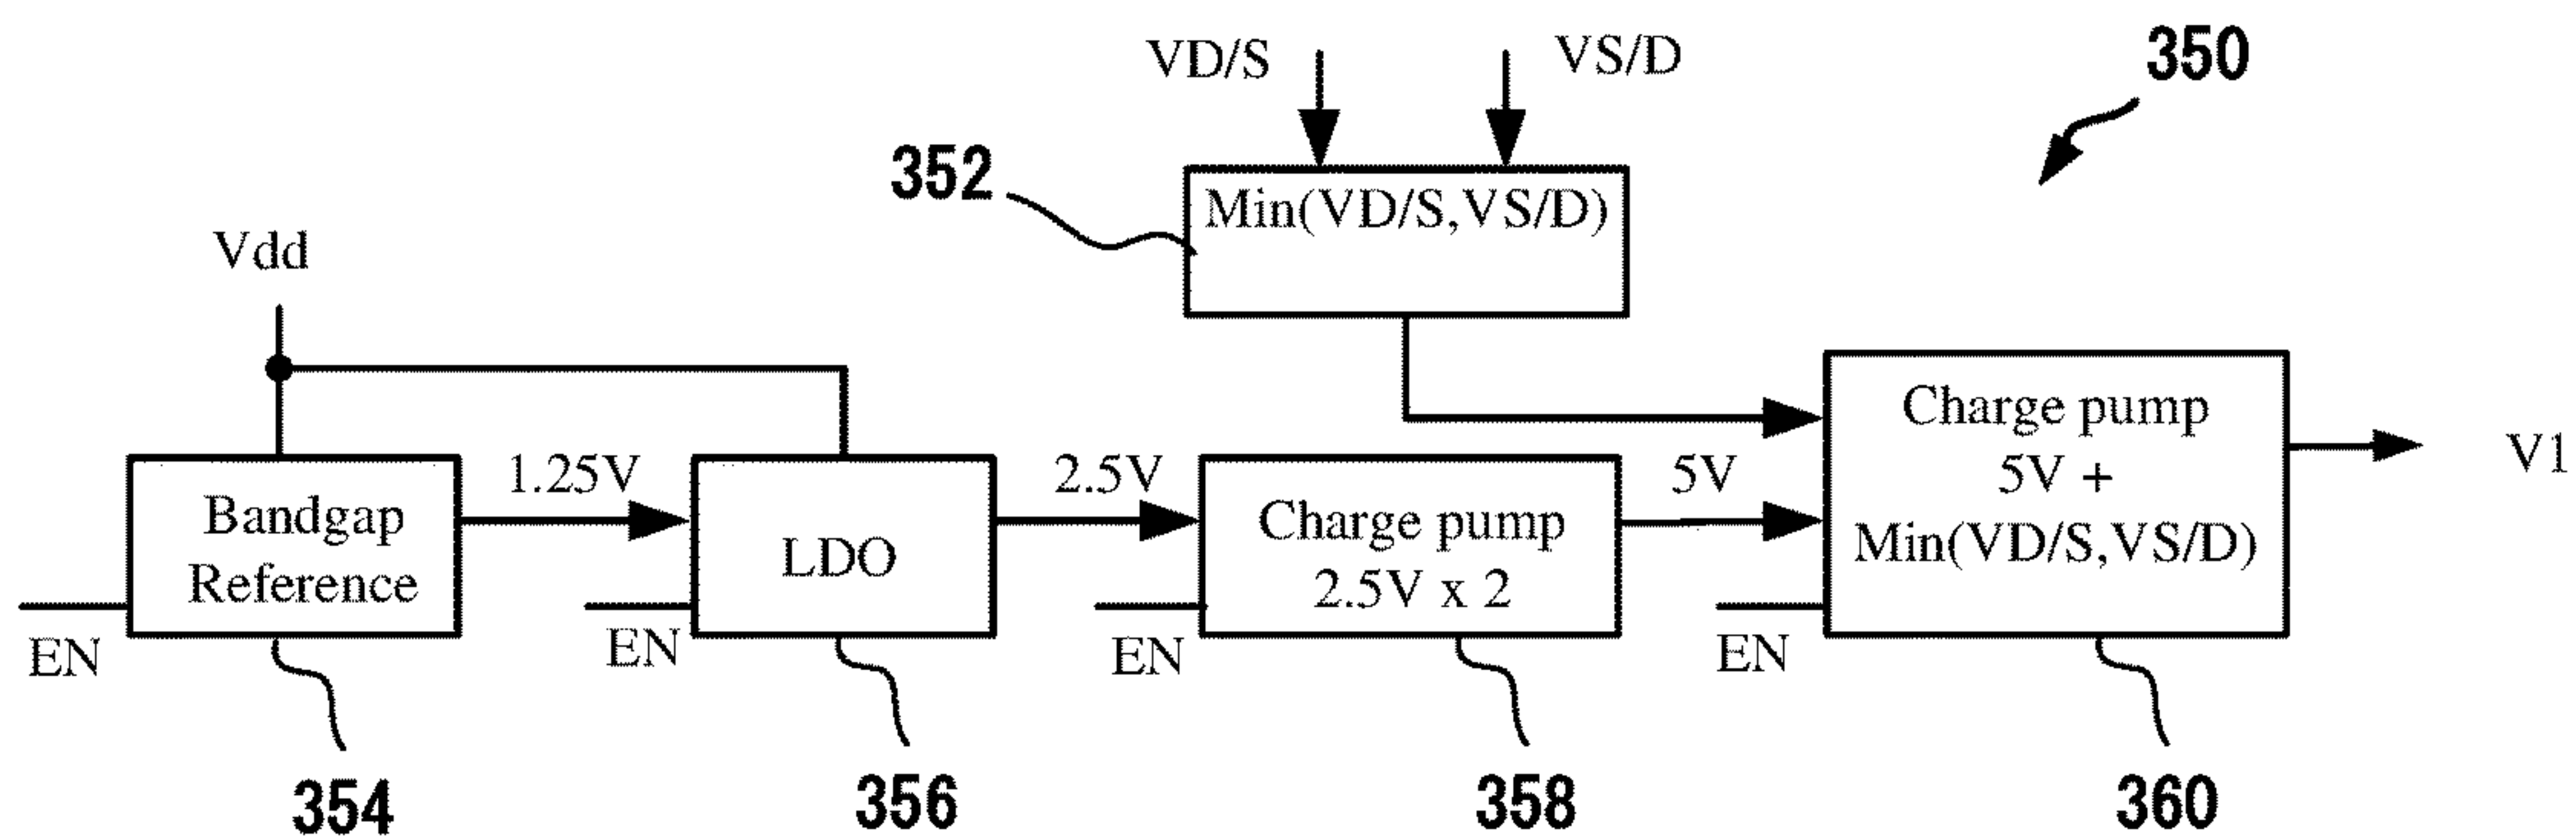 VD/S
VS/D
350
352
Min(VD/S,VS/D)
Vdd
Bandgap
Reference
1.25V
LDO
2.5V
Charge pump
2.5V x 2
5V
Charge pump
5V +
Min(VD/S,VS/D)
V1
EN
EN
EN
EN
354
356
358
360